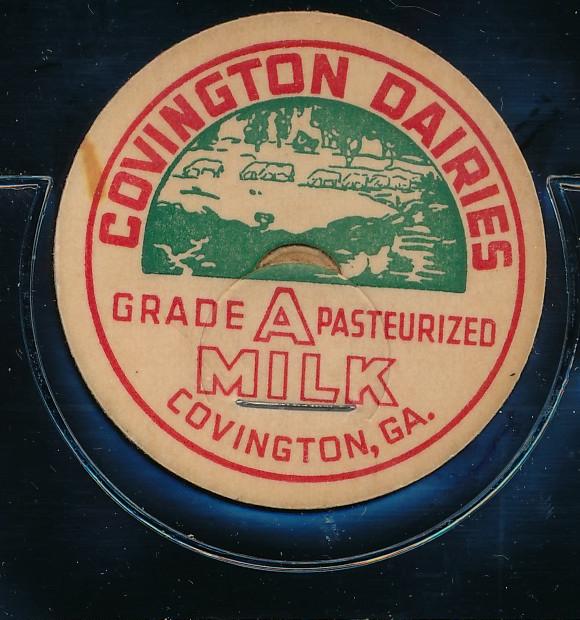 COVINGTON DAIRIES
GRADE A PASTEURIZED
MILK
COVINGTON, GA.